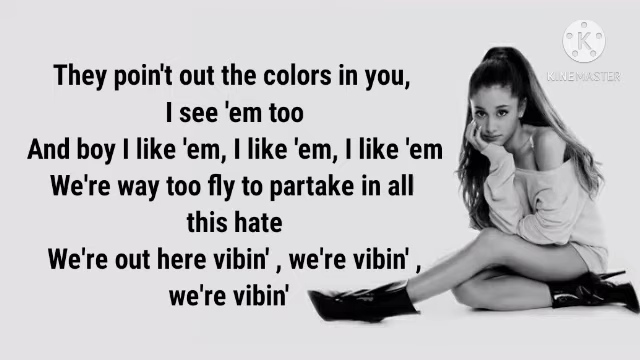 They poin't out the colors in you,
I see 'em too
And boy I like 'em, I like 'em, I like 'em
We're way too fly to partake in all
this hate
We're out here vibin' , we're vibin' ,
we're vibin'
K
KINEMASTER